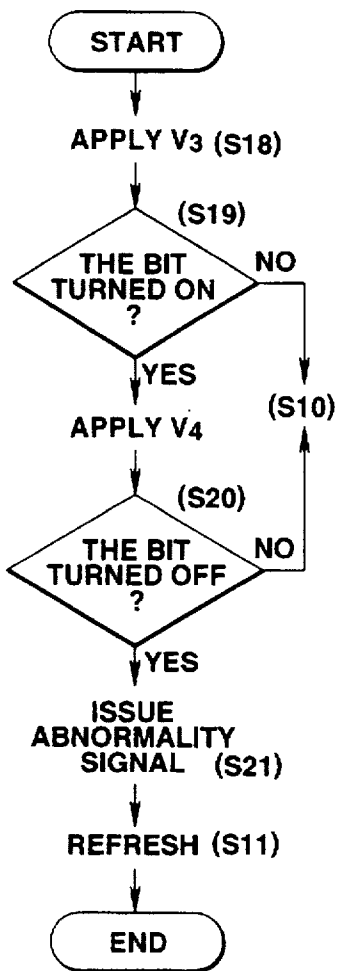 START
APPLY V3 (S18)
(S19)
THE BIT
TURNED ON
?
NO
YES
(S10)
APPLY V4
(S20)
THE BIT
TURNED OFF
?
NO
YES
ISSUE
ABNORMALITY
SIGNAL (S21)
REFRESH (S11)
END